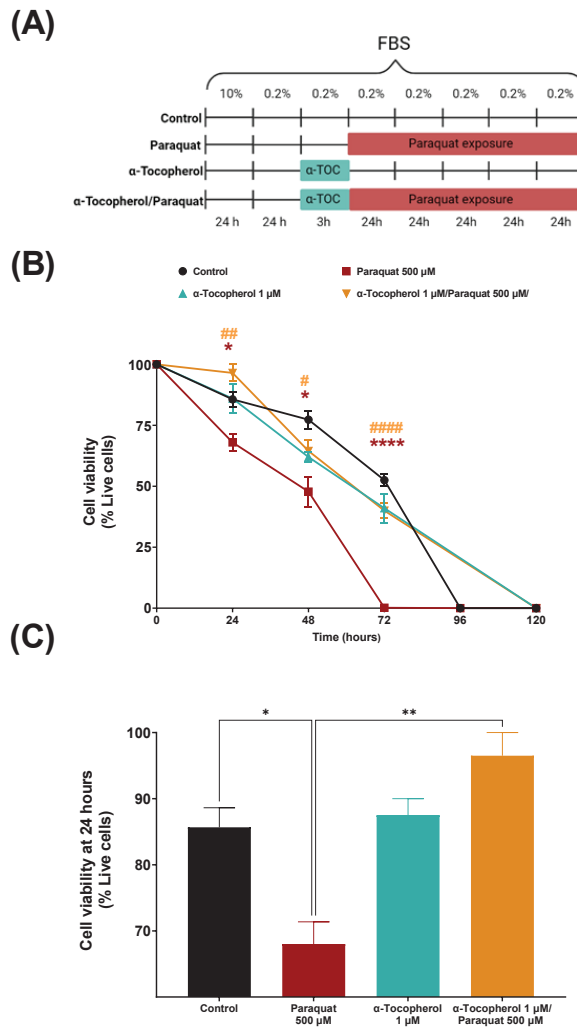 (A)
FBS
10% 0.2% 0.2% 0.2% 0.2% 0.2% 0.2% 0.2%
Control
Paraquat Paraquat exposure
α-Tocopherol α-TOC
α-Tocopherol/Paraquat α-TOC Paraquat exposure
24 h 24 h 3h 24h 24h 24h 24h 24h
(B)
Control Paraquat 500 µM
α-Tocopherol 1 µM α-Tocopherol 1 µM/Paraquat 500 µM/
Cell viability
(% Live cells)
100
75
50
25
0
## 
*
#
*
####
****
0 24 48 72 96 120
Time (hours)
(C)
Cell viability at 24 hours
(% Live cells)
100
90
80
70
* **
Control
Paraquat
500 µM
α-Tocopherol
1 µM
α-Tocopherol 1 µM/
Paraquat 500 µM